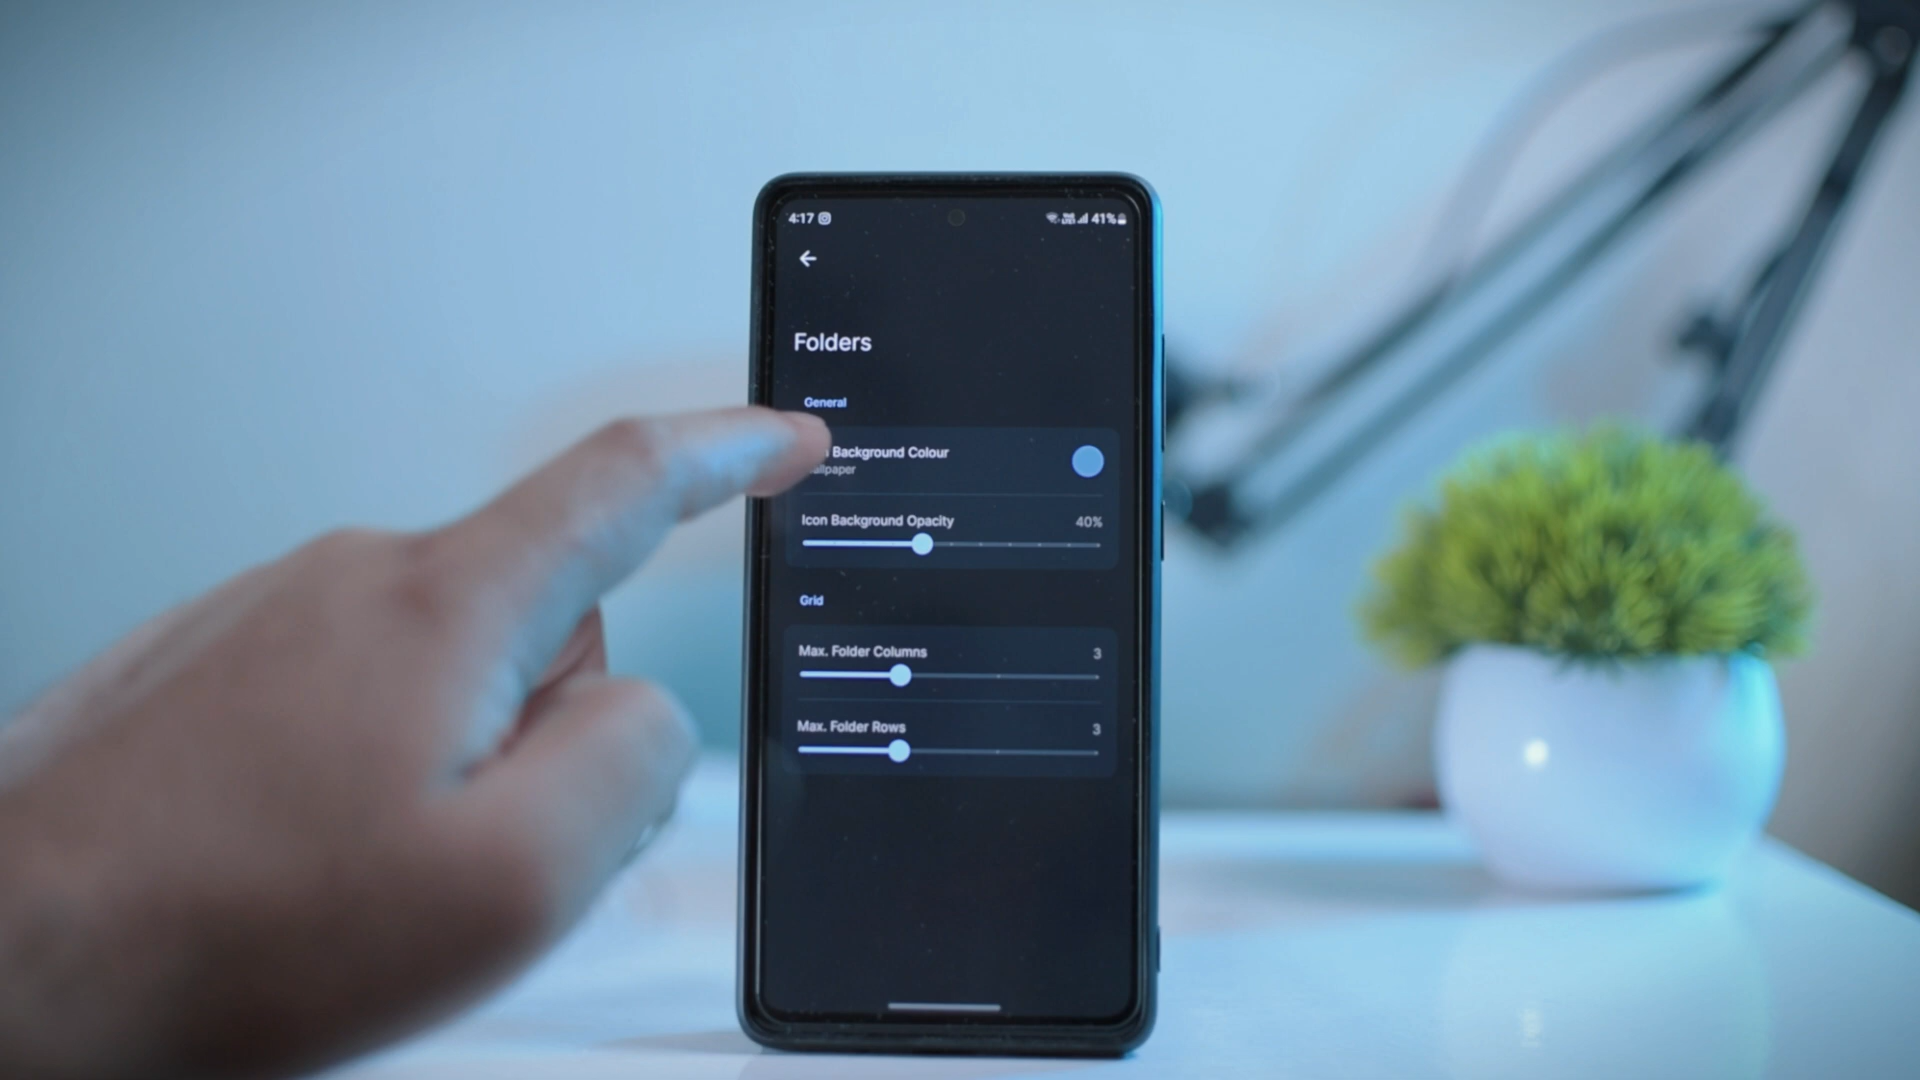 4:17 41%
Folders
General
Background Colour
allpaper
Icon Background Opacity 40%
Grid
Max. Folder Columns 3
Max. Folder Rows 3